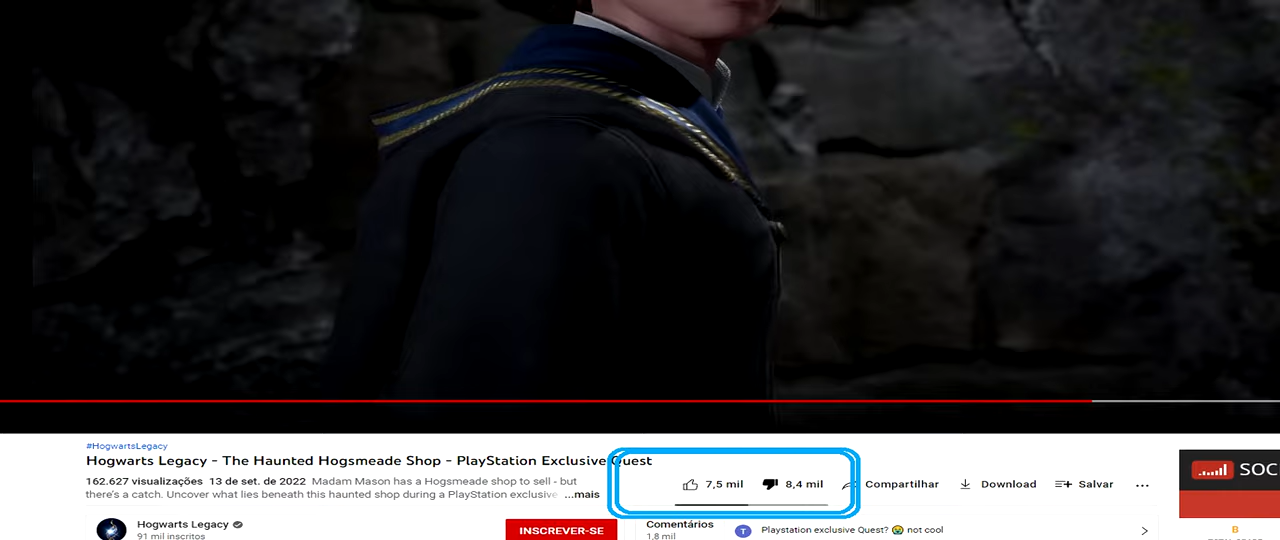 #HogwartsLegacy
Hogwarts Legacy - The Haunted Hogsmeade Shop - PlayStation Exclusive Quest
162.627 visualizações 13 de set. de 2022 Madam Mason has a Hogsmeade shop to sell - but
there's a catch. Uncover what lies beneath this haunted shop during a PlayStation exclusive ...mais
7,5 mil 8,4 mil Compartilhar Download Salvar ...
SOC
Hogwarts Legacy
91 mil inscritos
INSCREVER-SE
Comentários
1,8 mil
T Playstation exclusive Quest? 😭 not cool
B